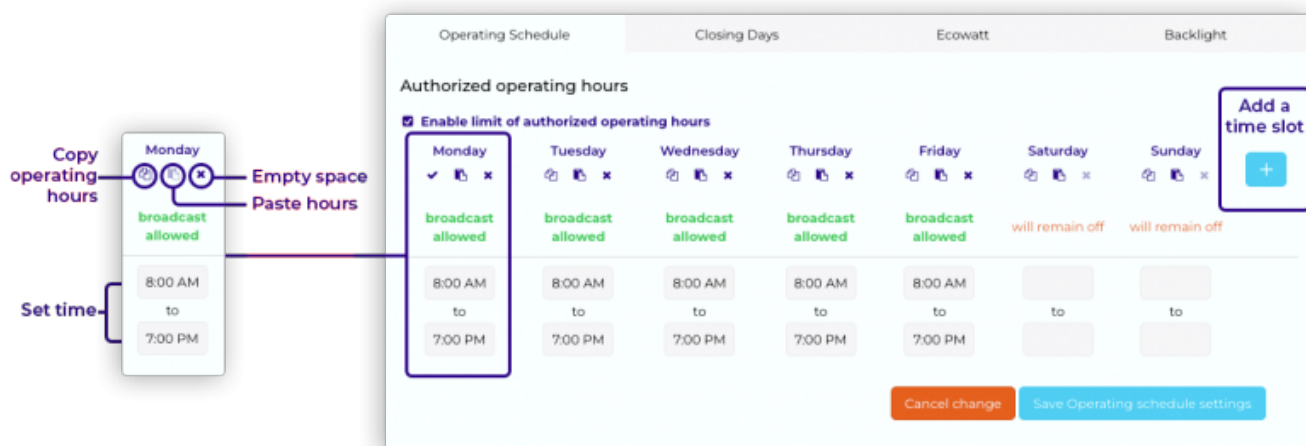 Operating Schedule Closing Days Ecowatt Backlight
Authorized operating hours
Enable limit of authorized operating hours
Add a
time slot
+
Copy
operating
hours
Monday
Empty space
Paste hours
broadcast
allowed
Set time
8:00 AM
to
7:00 PM
Monday Tuesday Wednesday Thursday Friday Saturday Sunday
broadcast broadcast broadcast broadcast broadcast
allowed allowed allowed allowed allowed
will remain off will remain off
8:00 AM 8:00 AM 8:00 AM 8:00 AM 8:00 AM
to to to to to to to
7:00 PM 7:00 PM 7:00 PM 7:00 PM 7:00 PM
Cancel change Save Operating schedule settings